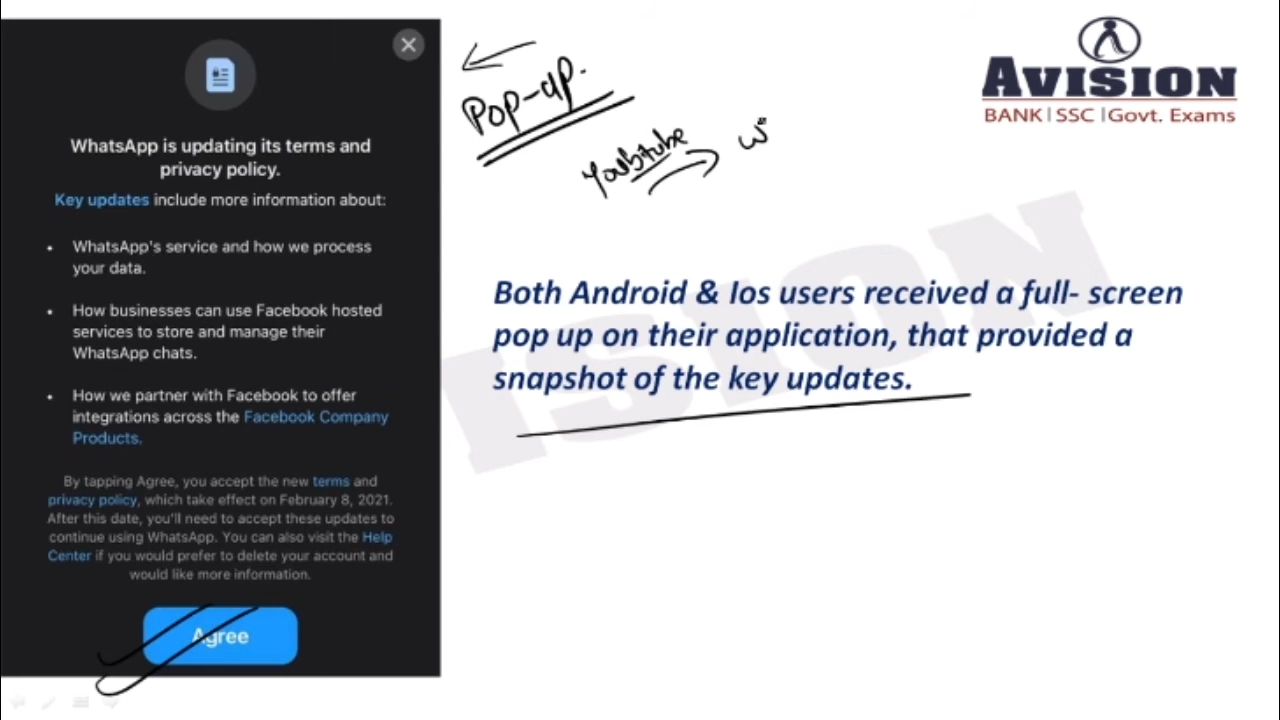 WhatsApp is updating its terms and
privacy policy.
Key updates include more information about:
• WhatsApp's service and how we process
your data.
• How businesses can use Facebook hosted
services to store and manage their
WhatsApp chats.
• How we partner with Facebook to offer
integrations across the Facebook Company
Products.
By tapping Agree, you accept the new terms and
privacy policy, which take effect on February 8, 2021.
After this date, you'll need to accept these updates to
continue using WhatsApp. You can also visit the Help
Center if you would prefer to delete your account and
would like more information.
Agree
Pop-up.
Youbtube
AVISION
BANK | SSC | Govt. Exams
Both Android & Ios users received a full- screen
pop up on their application, that provided a
snapshot of the key updates.
ISION